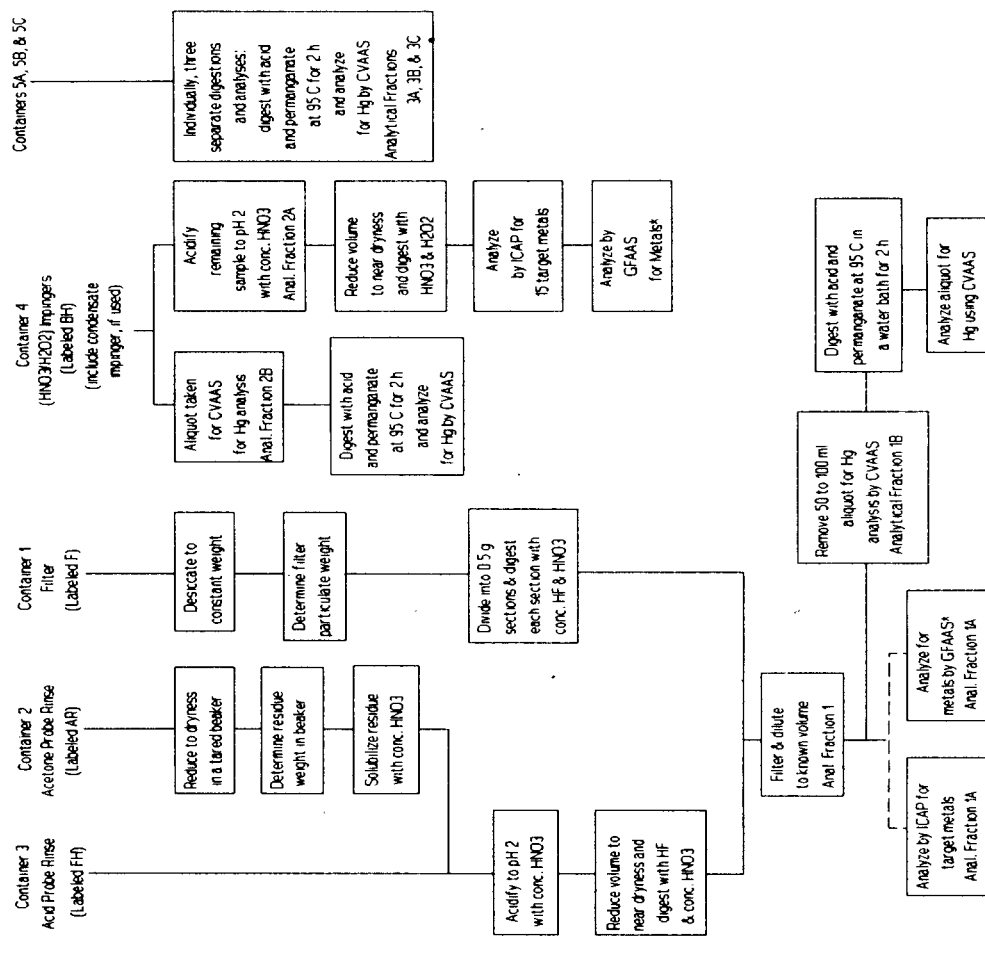 Container 3
Acid Probe Rinse
(Labeled FH)
Acidify to pH 2
with conc. HNO3
Reduce volume to
near dryness and
digest with HF
& conc. HNO3
Container 2
Acetone Probe Rinse
(Labeled AR)
Reduce to dryness
in a tared beaker
Determine residue
weight in beaker
Solubilize residue
with conc. HNO3
Container 1
Filter
(Labeled F)
Desiccate to
constant weight
Determine filter
particulate weight
Divide into 0.5 g
sections & digest
each section with
conc. HF & HNO3
Filter & dilute
to known volume
Anal. Fraction 1
Analyze by ICAP for
target metals
Anal. Fraction 1A
Analyze for
metals by GFAAS*
Anal. Fraction 1A
Remove 50 to 100 ml
aliquot for Hg
analysis by CVAAS
Analytical Fraction 1B
Digest with acid and
permanganate at 95 C in
a water bath for 2 h
Analyze aliquot for
Hg using CVAAS
Container 4
(HNO3/H2O2) Impingers
(Labeled BH)
(include condensate
impinger, if used)
Aliquot taken
for CVAAS
for Hg analysis
Anal. Fraction 2B
Digest with acid
and permanganate
at 95 C for 2 h
and analyze
for Hg by CVAAS
Acidify
remaining
sample to pH 2
with conc. HNO3
Anal. Fraction 2A
Reduce volume
to near dryness
and digest with
HNO3 & H2O2
Analyze
by ICAP for
15 target metals
Analyze by
GFAAS
for Metals*
Containers 5A, 5B, & 5C
Individually, three
separate digestions
and analyses:
digest with acid
and permanganate
at 95 C for 2 h
and analyze
for Hg by CVAAS
Analytical Fractions
3A, 3B, & 3C